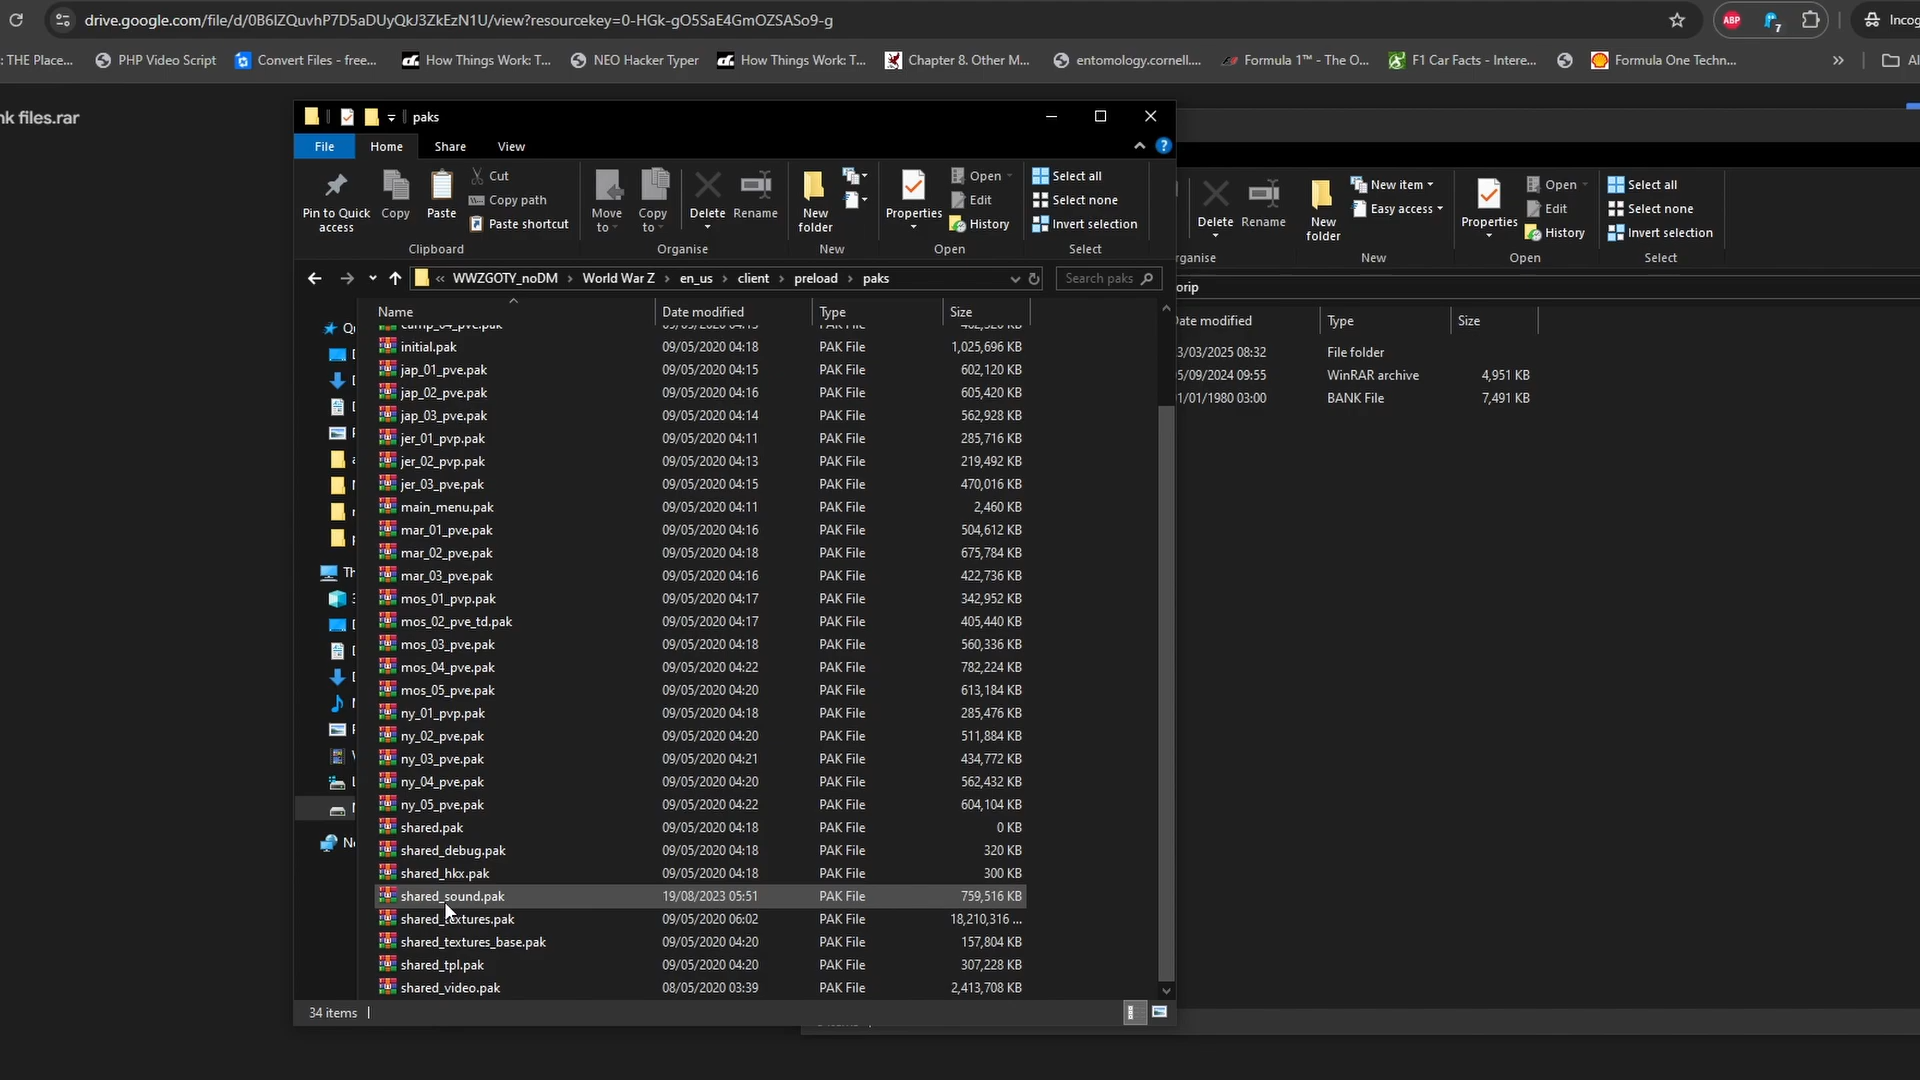 drive.google.com/file/d/0B6IZQuvhP7D5aDUyQkJ3ZkEzN1U/view?resourcekey=0-HGk-gO5SaE4GmOZSASo9-g
ABP
7
Incog
: THE Place...
PHP Video Script
Convert Files - free...
How Things Work: T...
NEO Hacker Typer
How Things Work: T...
Chapter 8. Other M...
entomology.cornell....
Formula 1™ - The O...
F1 Car Facts - Intere...
Formula One Techn...
»
Al
nk files.rar
paks
File
Home
Share
View
Pin to Quick access
Copy
Paste
Cut
Copy path
Paste shortcut
Move to
Copy to
Delete
Rename
New folder
Properties
Open
Edit
History
Select all
Select none
Invert selection
Clipboard
Organise
New
Open
Select
Delete
Rename
New folder
New item
Easy access
Properties
Open
Edit
History
Select all
Select none
Invert selection
rganise
New
Open
Select
« WWZGOTY_noDM > World War Z > en_us > client > preload > paks
Search paks
orip
Name Date modified Type Size
Date modified Type Size
3/03/2025 08:32 File folder
5/09/2024 09:55 WinRAR archive 4,951 KB
1/01/1980 03:00 BANK File 7,491 KB
initial.pak 09/05/2020 04:18 PAK File 1,025,696 KB
jap_01_pve.pak 09/05/2020 04:15 PAK File 602,120 KB
jap_02_pve.pak 09/05/2020 04:16 PAK File 605,420 KB
jap_03_pve.pak 09/05/2020 04:14 PAK File 562,928 KB
jer_01_pvp.pak 09/05/2020 04:11 PAK File 285,716 KB
jer_02_pvp.pak 09/05/2020 04:13 PAK File 219,492 KB
jer_03_pve.pak 09/05/2020 04:15 PAK File 470,016 KB
main_menu.pak 09/05/2020 04:11 PAK File 2,460 KB
mar_01_pve.pak 09/05/2020 04:16 PAK File 504,612 KB
mar_02_pve.pak 09/05/2020 04:18 PAK File 675,784 KB
mar_03_pve.pak 09/05/2020 04:16 PAK File 422,736 KB
mos_01_pvp.pak 09/05/2020 04:17 PAK File 342,952 KB
mos_02_pve_td.pak 09/05/2020 04:17 PAK File 405,440 KB
mos_03_pve.pak 09/05/2020 04:18 PAK File 560,336 KB
mos_04_pve.pak 09/05/2020 04:22 PAK File 782,224 KB
mos_05_pve.pak 09/05/2020 04:20 PAK File 613,184 KB
ny_01_pvp.pak 09/05/2020 04:18 PAK File 285,476 KB
ny_02_pve.pak 09/05/2020 04:20 PAK File 511,884 KB
ny_03_pve.pak 09/05/2020 04:21 PAK File 434,772 KB
ny_04_pve.pak 09/05/2020 04:20 PAK File 562,432 KB
ny_05_pve.pak 09/05/2020 04:22 PAK File 604,104 KB
shared.pak 09/05/2020 04:18 PAK File 0 KB
shared_debug.pak 09/05/2020 04:18 PAK File 320 KB
shared_hkx.pak 09/05/2020 04:18 PAK File 300 KB
shared_sound.pak 19/08/2023 05:51 PAK File 759,516 KB
shared_textures.pak 09/05/2020 06:02 PAK File 18,210,316 ...
shared_textures_base.pak 09/05/2020 04:20 PAK File 157,804 KB
shared_tpl.pak 09/05/2020 04:20 PAK File 307,228 KB
shared_video.pak 08/05/2020 03:39 PAK File 2,413,708 KB
34 items